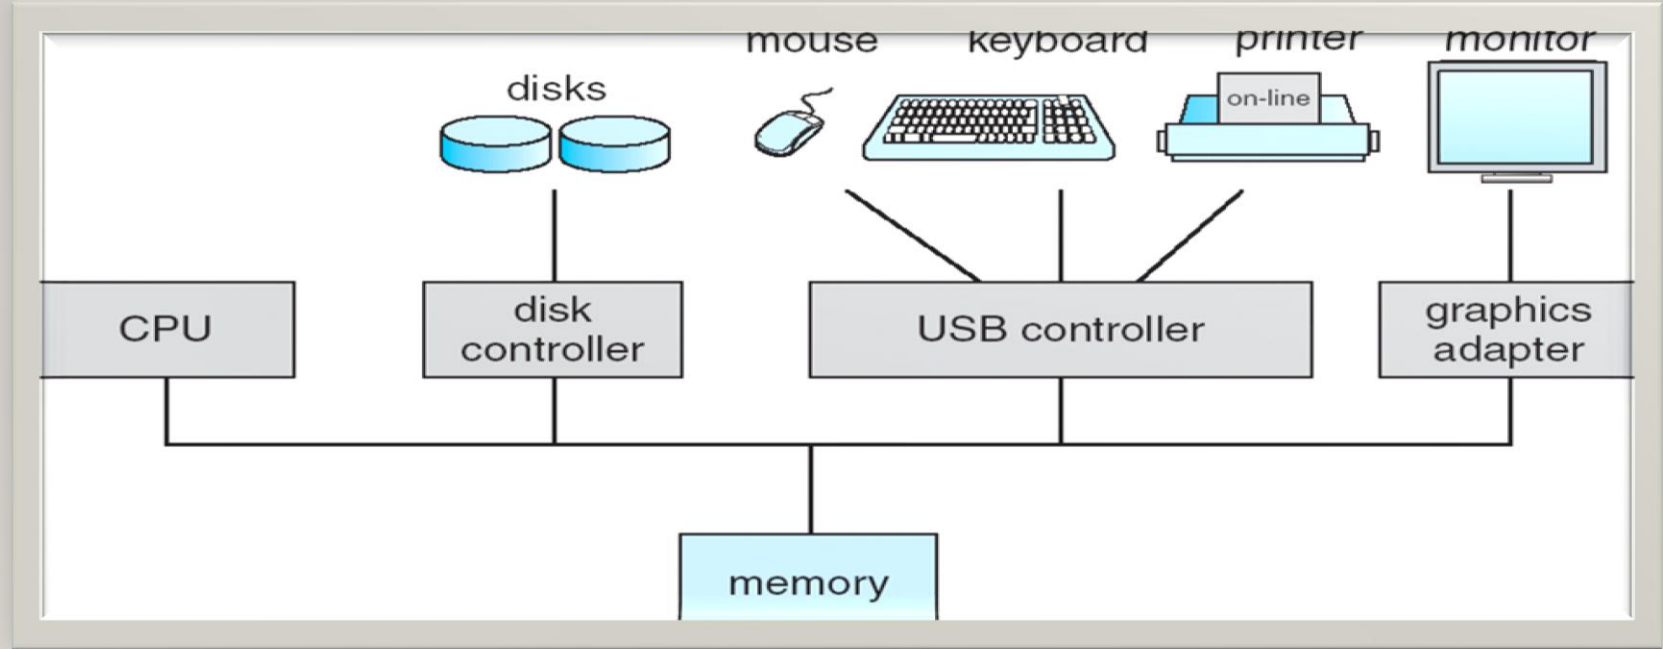 mouse keyboard printer monitor
disks
on-line
CPU
disk
controller
USB controller
graphics
adapter
memory